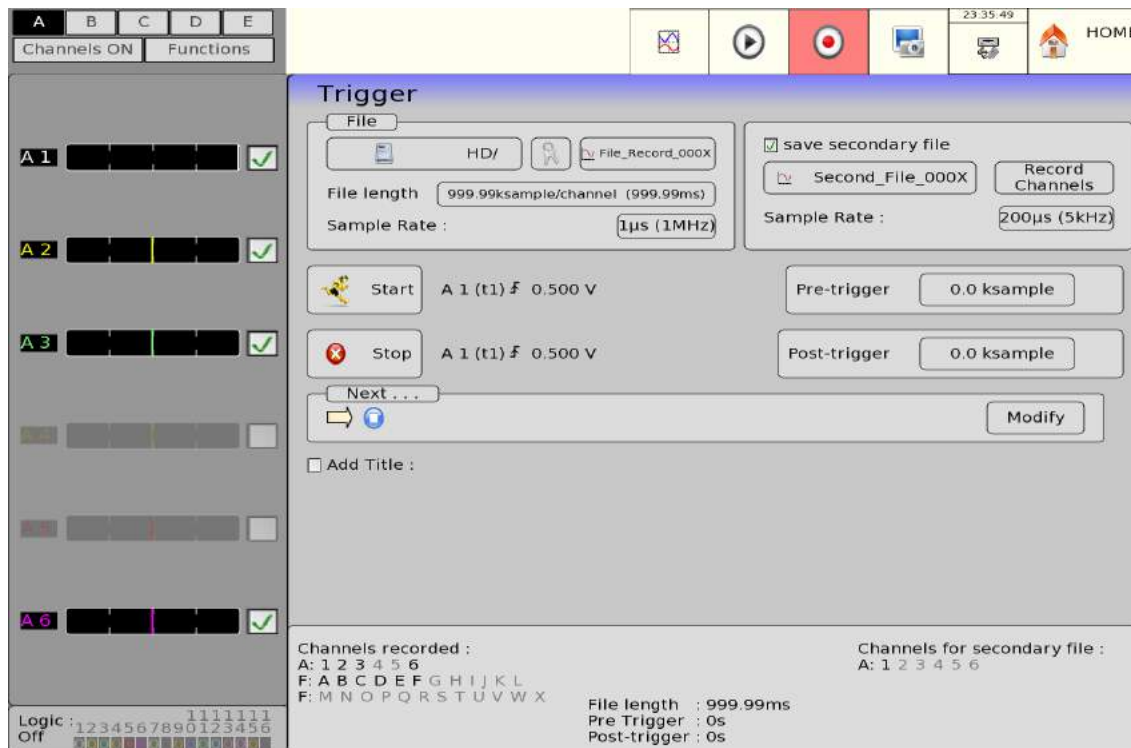 A B C D E
Channels ON Functions
23:35:49
HOME
Trigger
File
HD/ File_Record_000X
File length 999.99ksample/channel (999.99ms)
Sample Rate : 1µs (1MHz)
save secondary file
Second_File_000X Record Channels
Sample Rate : 200µs (5kHz)
A 1
A 2
A 3
A 6
Start A 1 (t1) 0.500 V
Pre-trigger 0.0 ksample
Stop A 1 (t1) 0.500 V
Post-trigger 0.0 ksample
Next . . .
Modify
Add Title :
Channels recorded :
A: 1 2 3 4 5 6
F: A B C D E F G H I J K L
F: M N O P Q R S T U V W X
File length : 999.99ms
Pre Trigger : 0s
Post-trigger : 0s
Channels for secondary file :
A: 1 2 3 4 5 6
Logic : 1111111
Off 1234567890123456